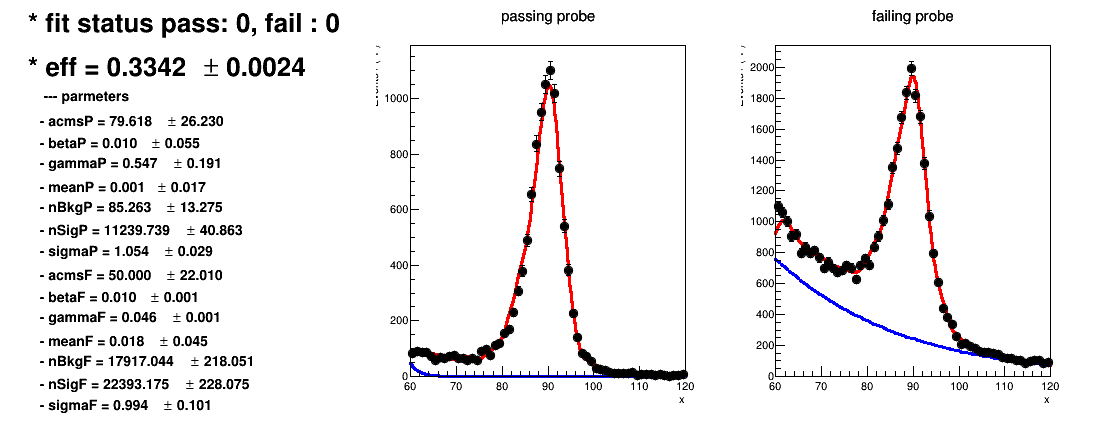 * fit status pass: 0, fail : 0
* eff = 0.3342 ± 0.0024
--- parmeters
- acmsP = 79.618 ± 26.230
- betaP = 0.010 ± 0.055
- gammaP = 0.547 ± 0.191
- meanP = 0.001 ± 0.017
- nBkgP = 85.263 ± 13.275
- nSigP = 11239.739 ± 40.863
- sigmaP = 1.054 ± 0.029
- acmsF = 50.000 ± 22.010
- betaF = 0.010 ± 0.001
- gammaF = 0.046 ± 0.001
- meanF = 0.018 ± 0.045
- nBkgF = 17917.044 ± 218.051
- nSigF = 22393.175 ± 228.075
- sigmaF = 0.994 ± 0.101
passing probe
1000
800
600
400
200
0
60 70 80 90 100 110 120
x
failing probe
2000
1800
1600
1400
1200
1000
800
600
400
200
0
60 70 80 90 100 110 120
x